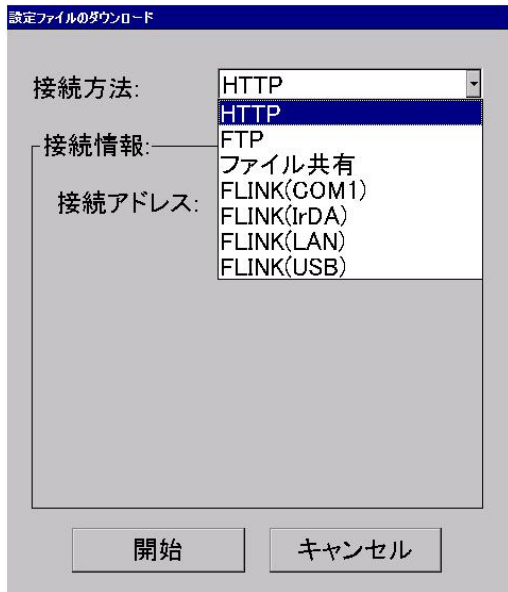 設定ファイルのダウンロード
接続方法:
HTTP
HTTP
FTP
ファイル共有
FLINK(COM1)
FLINK(IrDA)
FLINK(LAN)
FLINK(USB)
接続情報:
接続アドレス:
開始
キャンセル